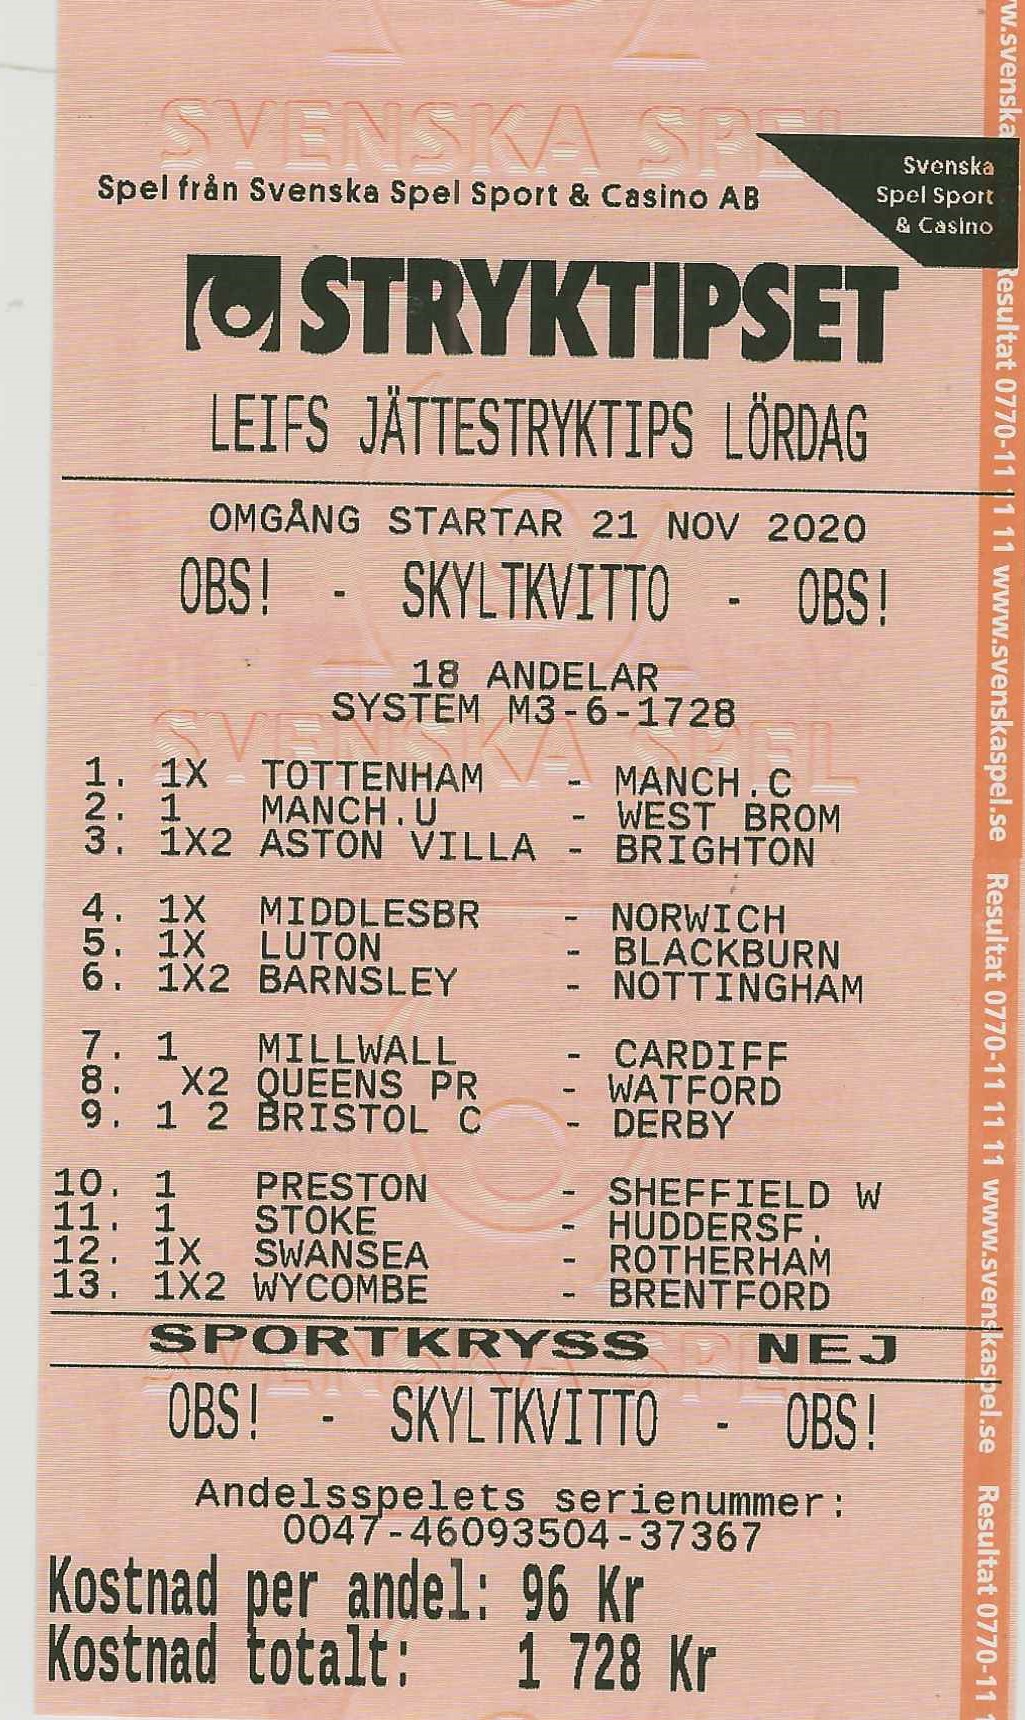 SVENSKA SPEL
Spel från Svenska Spel Sport & Casino AB
Svenska
Spel Sport
& Casino
STRYKTIPSET
LEIFS JÄTTESTRYKTIPS LÖRDAG
OMGÅNG STARTAR 21 NOV 2020
OBS! - SKYLTKVITTO - OBS!
18 ANDELAR
SYSTEM M3-6-1728
SVENSKA SPEL
1. 1X TOTTENHAM - MANCH.C
2. 1 MANCH.U - WEST BROM
3. 1X2 ASTON VILLA - BRIGHTON
4. 1X MIDDLESBR - NORWICH
5. 1X LUTON - BLACKBURN
6. 1X2 BARNSLEY - NOTTINGHAM
7. 1 MILLWALL - CARDIFF
8. X2 QUEENS PR - WATFORD
9. 1 2 BRISTOL C - DERBY
10. 1 PRESTON - SHEFFIELD W
11. 1 STOKE - HUDDERSF.
12. 1X SWANSEA - ROTHERHAM
13. 1X2 WYCOMBE - BRENTFORD
SPORTKRYSS NEJ
SVENSKA SPEL
OBS! - SKYLTKVITTO - OBS!
Andelsspelets serienummer:
0047-46093504-37367
Kostnad per andel: 96 Kr
Kostnad totalt: 1 728 Kr
w.svenska Resultat 0770-11 11 11 www.svenskaspel.se Resultat 0770-11 11 11 www.svenskaspel.se Resultat 0770-11 1